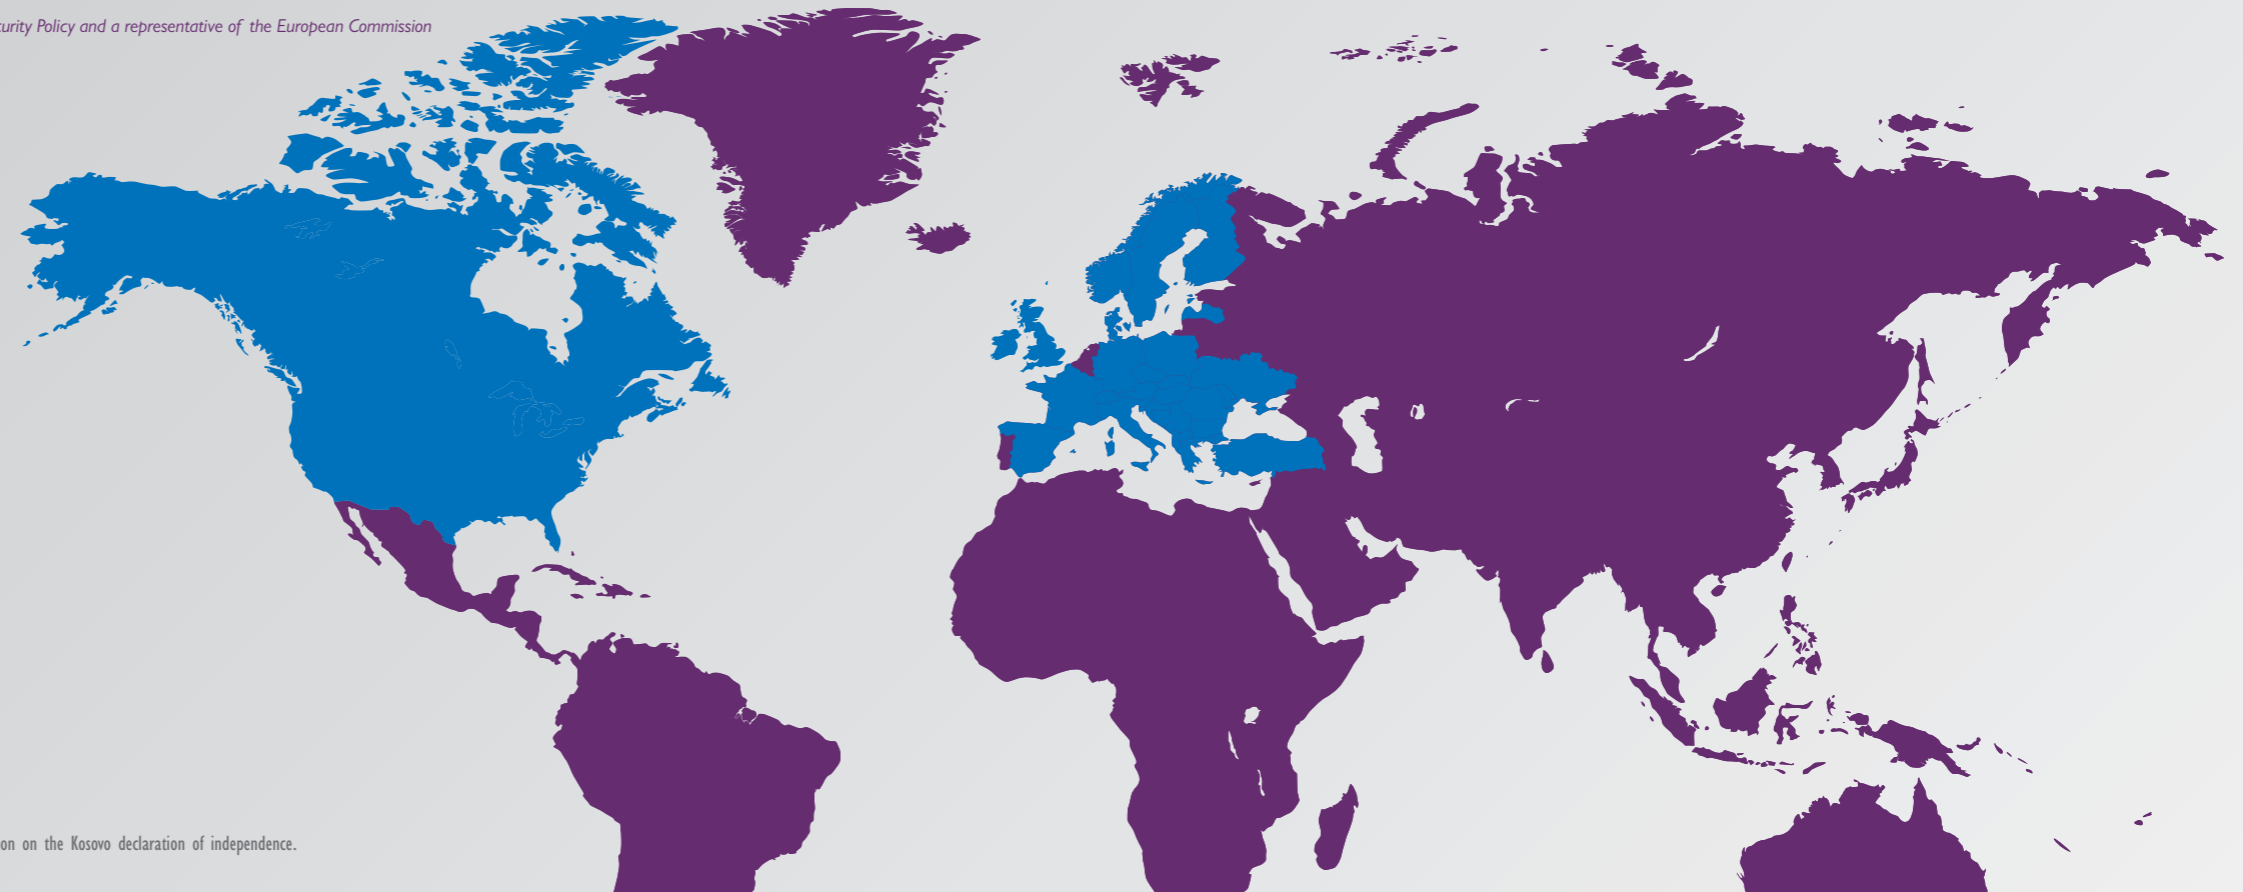 curity Policy and a representative of the European Commission
on on the Kosovo declaration of independence.